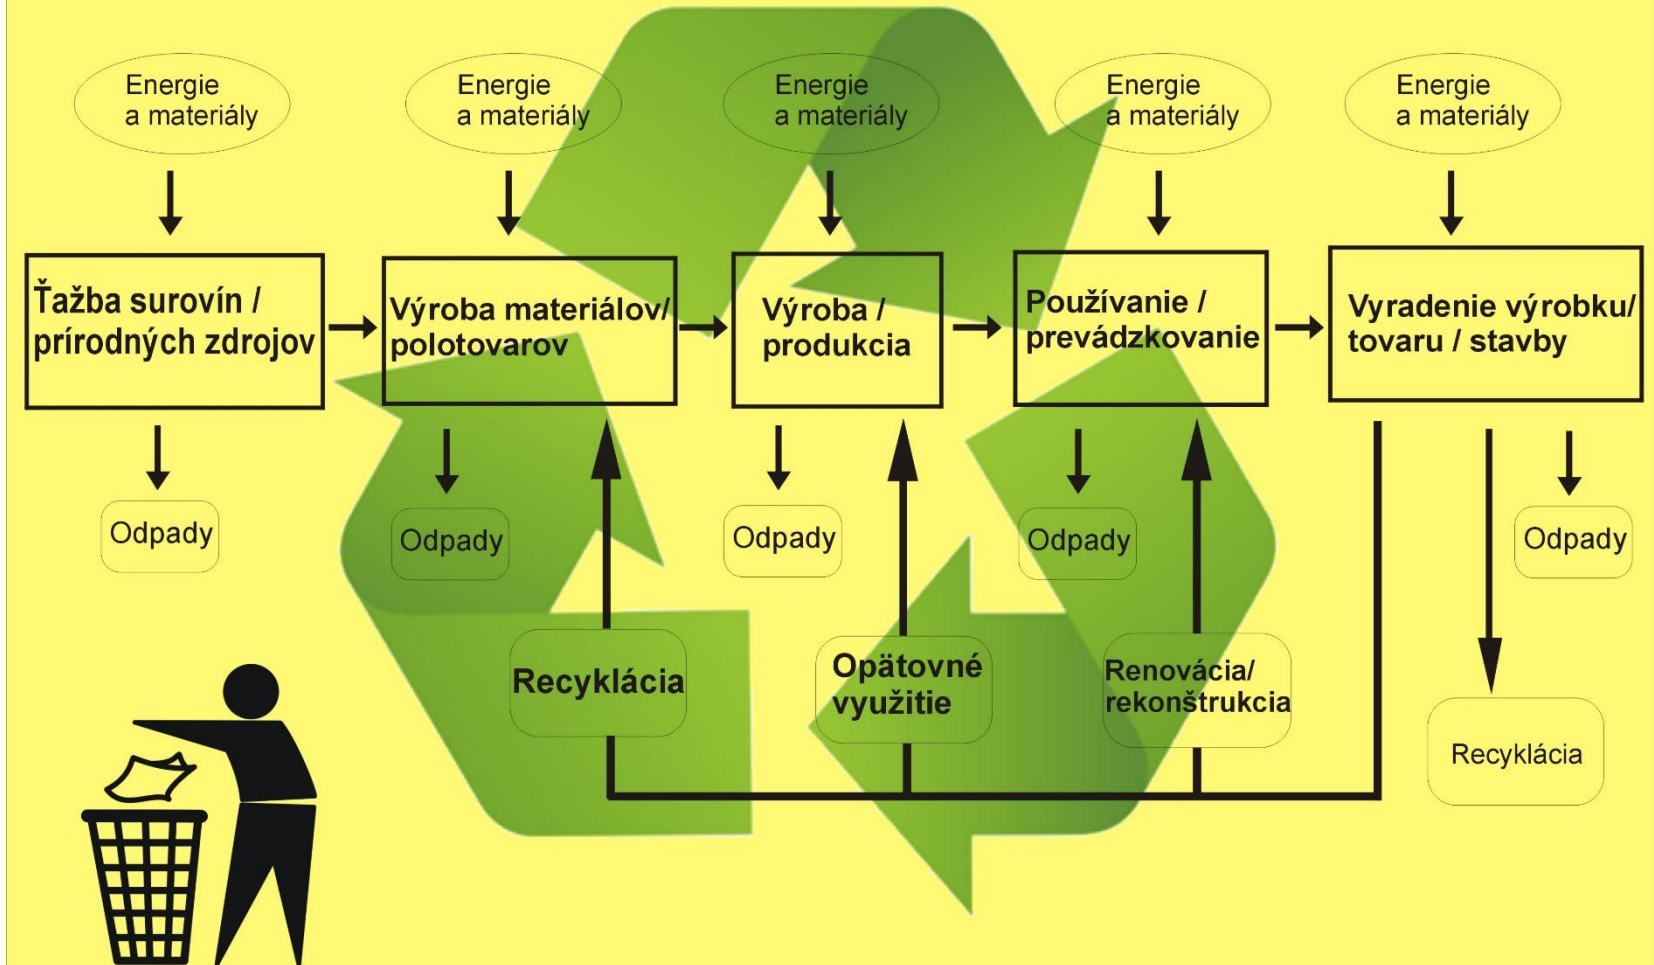 Energie
a materiály
Energie
a materiály
Energie
a materiály
Energie
a materiály
Energie
a materiály
Ťažba surovín /
prírodných zdrojov
Výroba materiálov/
polotovarov
Výroba /
produkcia
Používanie /
prevádzkovanie
Vyradenie výrobku/
tovaru / stavby
Odpady
Odpady
Odpady
Odpady
Odpady
Recyklácia
Opätovné
využitie
Renovácia/
rekonštrukcia
Recyklácia